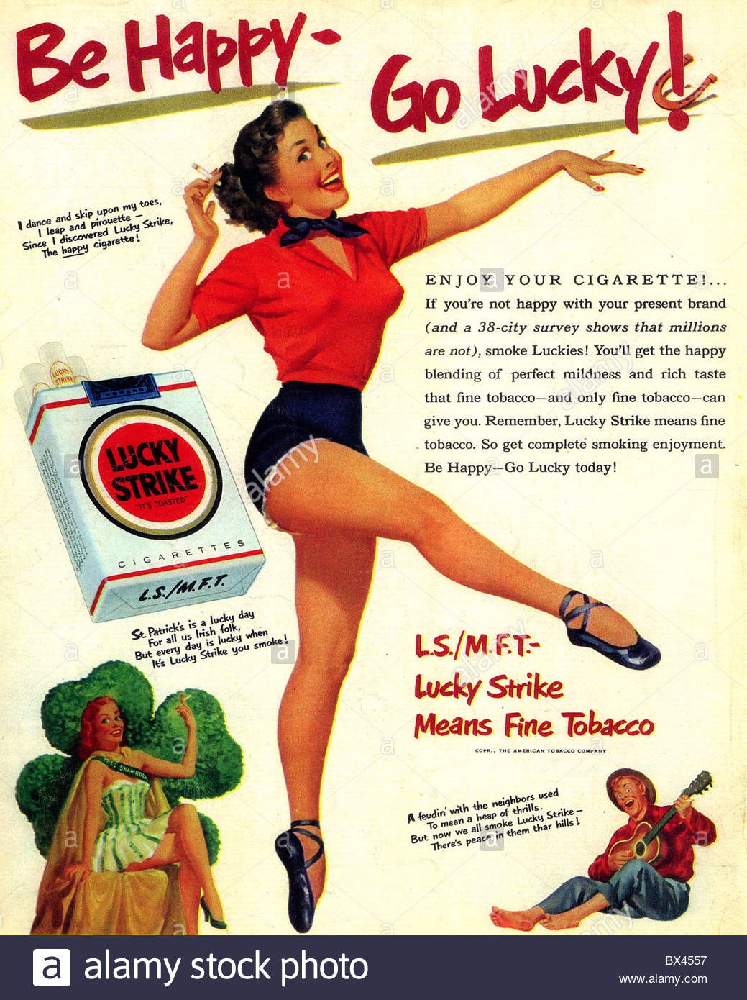 Be Happy-
Go Lucky!
I dance and skip upon my toes,
I leap and pirouette —
Since I discovered Lucky Strike,
The happy cigarette!
ENJOY YOUR CIGARETTE!...
If you're not happy with your present brand
(and a 38-city survey shows that millions
are not), smoke Luckies! You'll get the happy
blending of perfect mildness and rich taste
that fine tobacco—and only fine tobacco—can
give you. Remember, Lucky Strike means fine
tobacco. So get complete smoking enjoyment.
Be Happy—Go Lucky today!
LUCKY
STRIKE
LUCKY
STRIKE
"IT'S TOASTED"
CIGARETTES
L.S./M.F.T.
St. Patrick's is a lucky day
For all us Irish folk,
But every day is lucky when
It's Lucky Strike you smoke!
MISS SHAMROCK
L.S./M.F.T.-
Lucky Strike
Means Fine Tobacco
COPR., THE AMERICAN TOBACCO COMPANY
A feudin' with the neighbors used
To mean a heap of thrills.
But now we all smoke Lucky Strike —
There's peace in them thar hills!
alamy
a alamy stock photo
BX4557
www.alamy.com